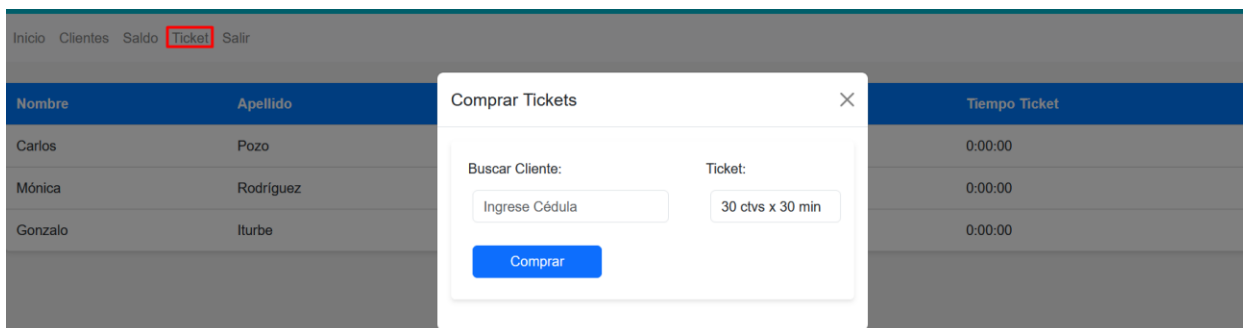 Inicio Clientes Saldo Ticket Salir
Comprar Tickets
Nombre Apellido Tiempo Ticket
Carlos Pozo 0:00:00
Mónica Rodríguez 0:00:00
Gonzalo Iturbe 0:00:00
Buscar Cliente: Ticket:
Ingrese Cédula 30 ctvs x 30 min
Comprar